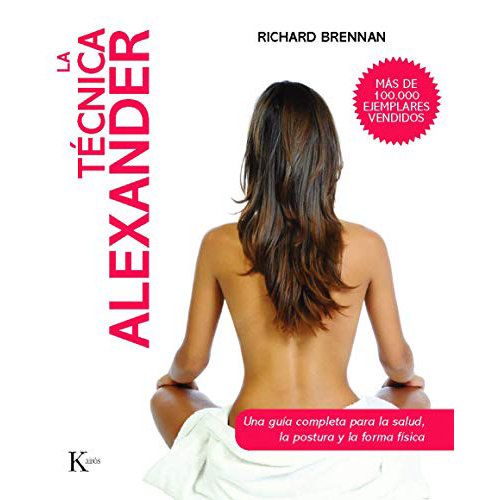 RICHARD BRENNAN
LA
TÉCNICA
ALEXANDER
MÁS DE
100.000
EJEMPLARES
VENDIDOS
Una guía completa para la salud,
la postura y la forma física
Kairós